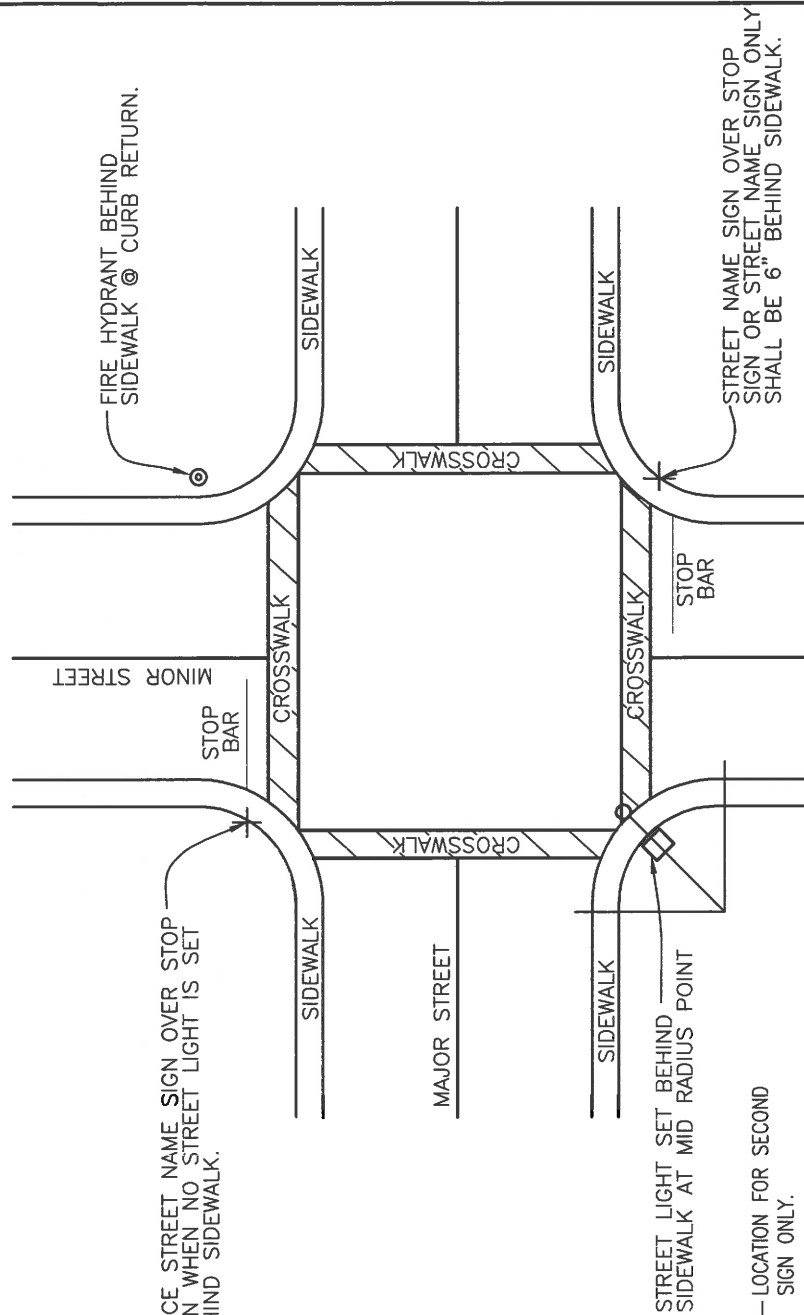 FIRE HYDRANT BEHIND
SIDEWALK @ CURB RETURN.
MINOR STREET
STOP
BAR
CROSSWALK
SIDEWALK
CE STREET NAME SIGN OVER STOP
N WHEN NO STREET LIGHT IS SET
HIND SIDEWALK.
SIDEWALK
CROSSWALK
CROSSWALK
MAJOR STREET
SIDEWALK
SIDEWALK
CROSSWALK
STOP
BAR
STREET NAME SIGN OVER STOP
SIGN OR STREET NAME SIGN ONLY
SHALL BE 6" BEHIND SIDEWALK.
STREET LIGHT SET BEHIND
SIDEWALK AT MID RADIUS POINT
LOCATION FOR SECOND
SIGN ONLY.